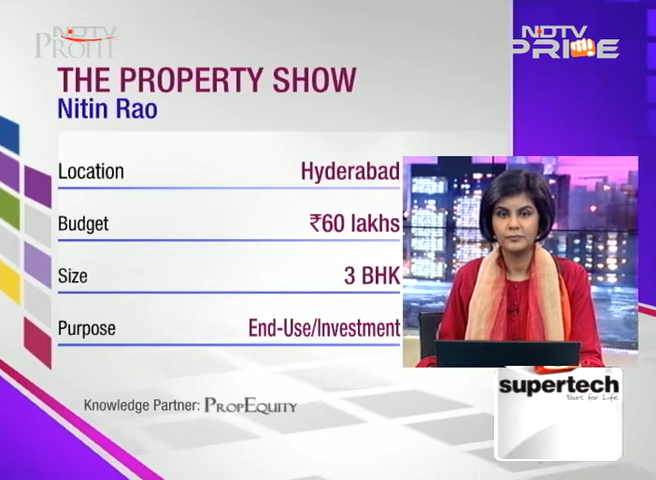 NDTV
PROFIT
NDTV
PRIME
THE PROPERTY SHOW
Nitin Rao
Location Hyderabad
Budget ₹60 lakhs
Size 3 BHK
Purpose End-Use/Investment
Knowledge Partner: PROPEQUITY
supertech
Yours for Life